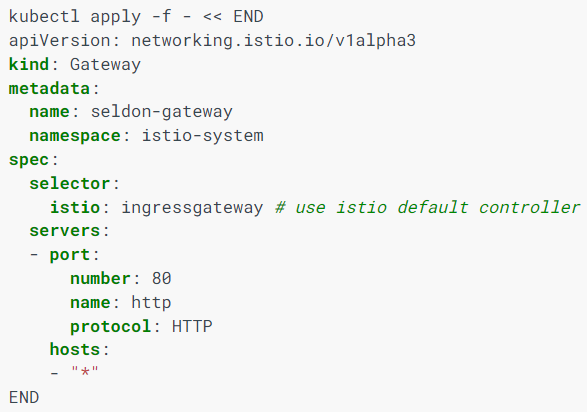 kubectl apply -f - << END
apiVersion: networking.istio.io/v1alpha3
kind: Gateway
metadata:
  name: seldon-gateway
  namespace: istio-system
spec:
  selector:
    istio: ingressgateway # use istio default controller
  servers:
  - port:
      number: 80
      name: http
      protocol: HTTP
    hosts:
    - "*"
END